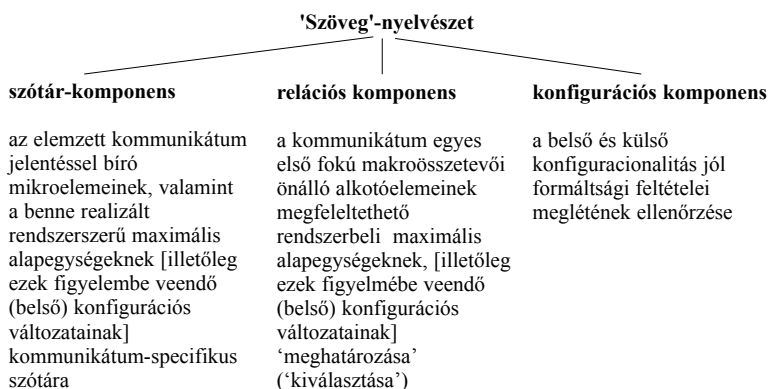 'Szöveg'-nyelvészet
szótár-komponens
az elemzett kommunikátum
jelentéssel bíró
mikroelemeinek, valamint
a benne realizált
rendszerszerű maximális
alapegységeknek [illetőleg
ezek figyelembe veendő
(belső) konfigurációs
változatainak]
kommunikátum-specifikus
szótára
relációs komponens
a kommunikátum egyes
első fokú makroösszetevői
önálló alkotóelemeinek
megfeleltethető
rendszerbeli maximális
alapegységeknek, [illetőleg
ezek figyelmébe veendő
(belső) konfigurációs
változatainak]
‘meghatározása’
(‘kiválasztása’)
konfigurációs komponens
a belső és külső
konfiguracionalitás jól
formáltsági feltételei
meglétének ellenőrzése